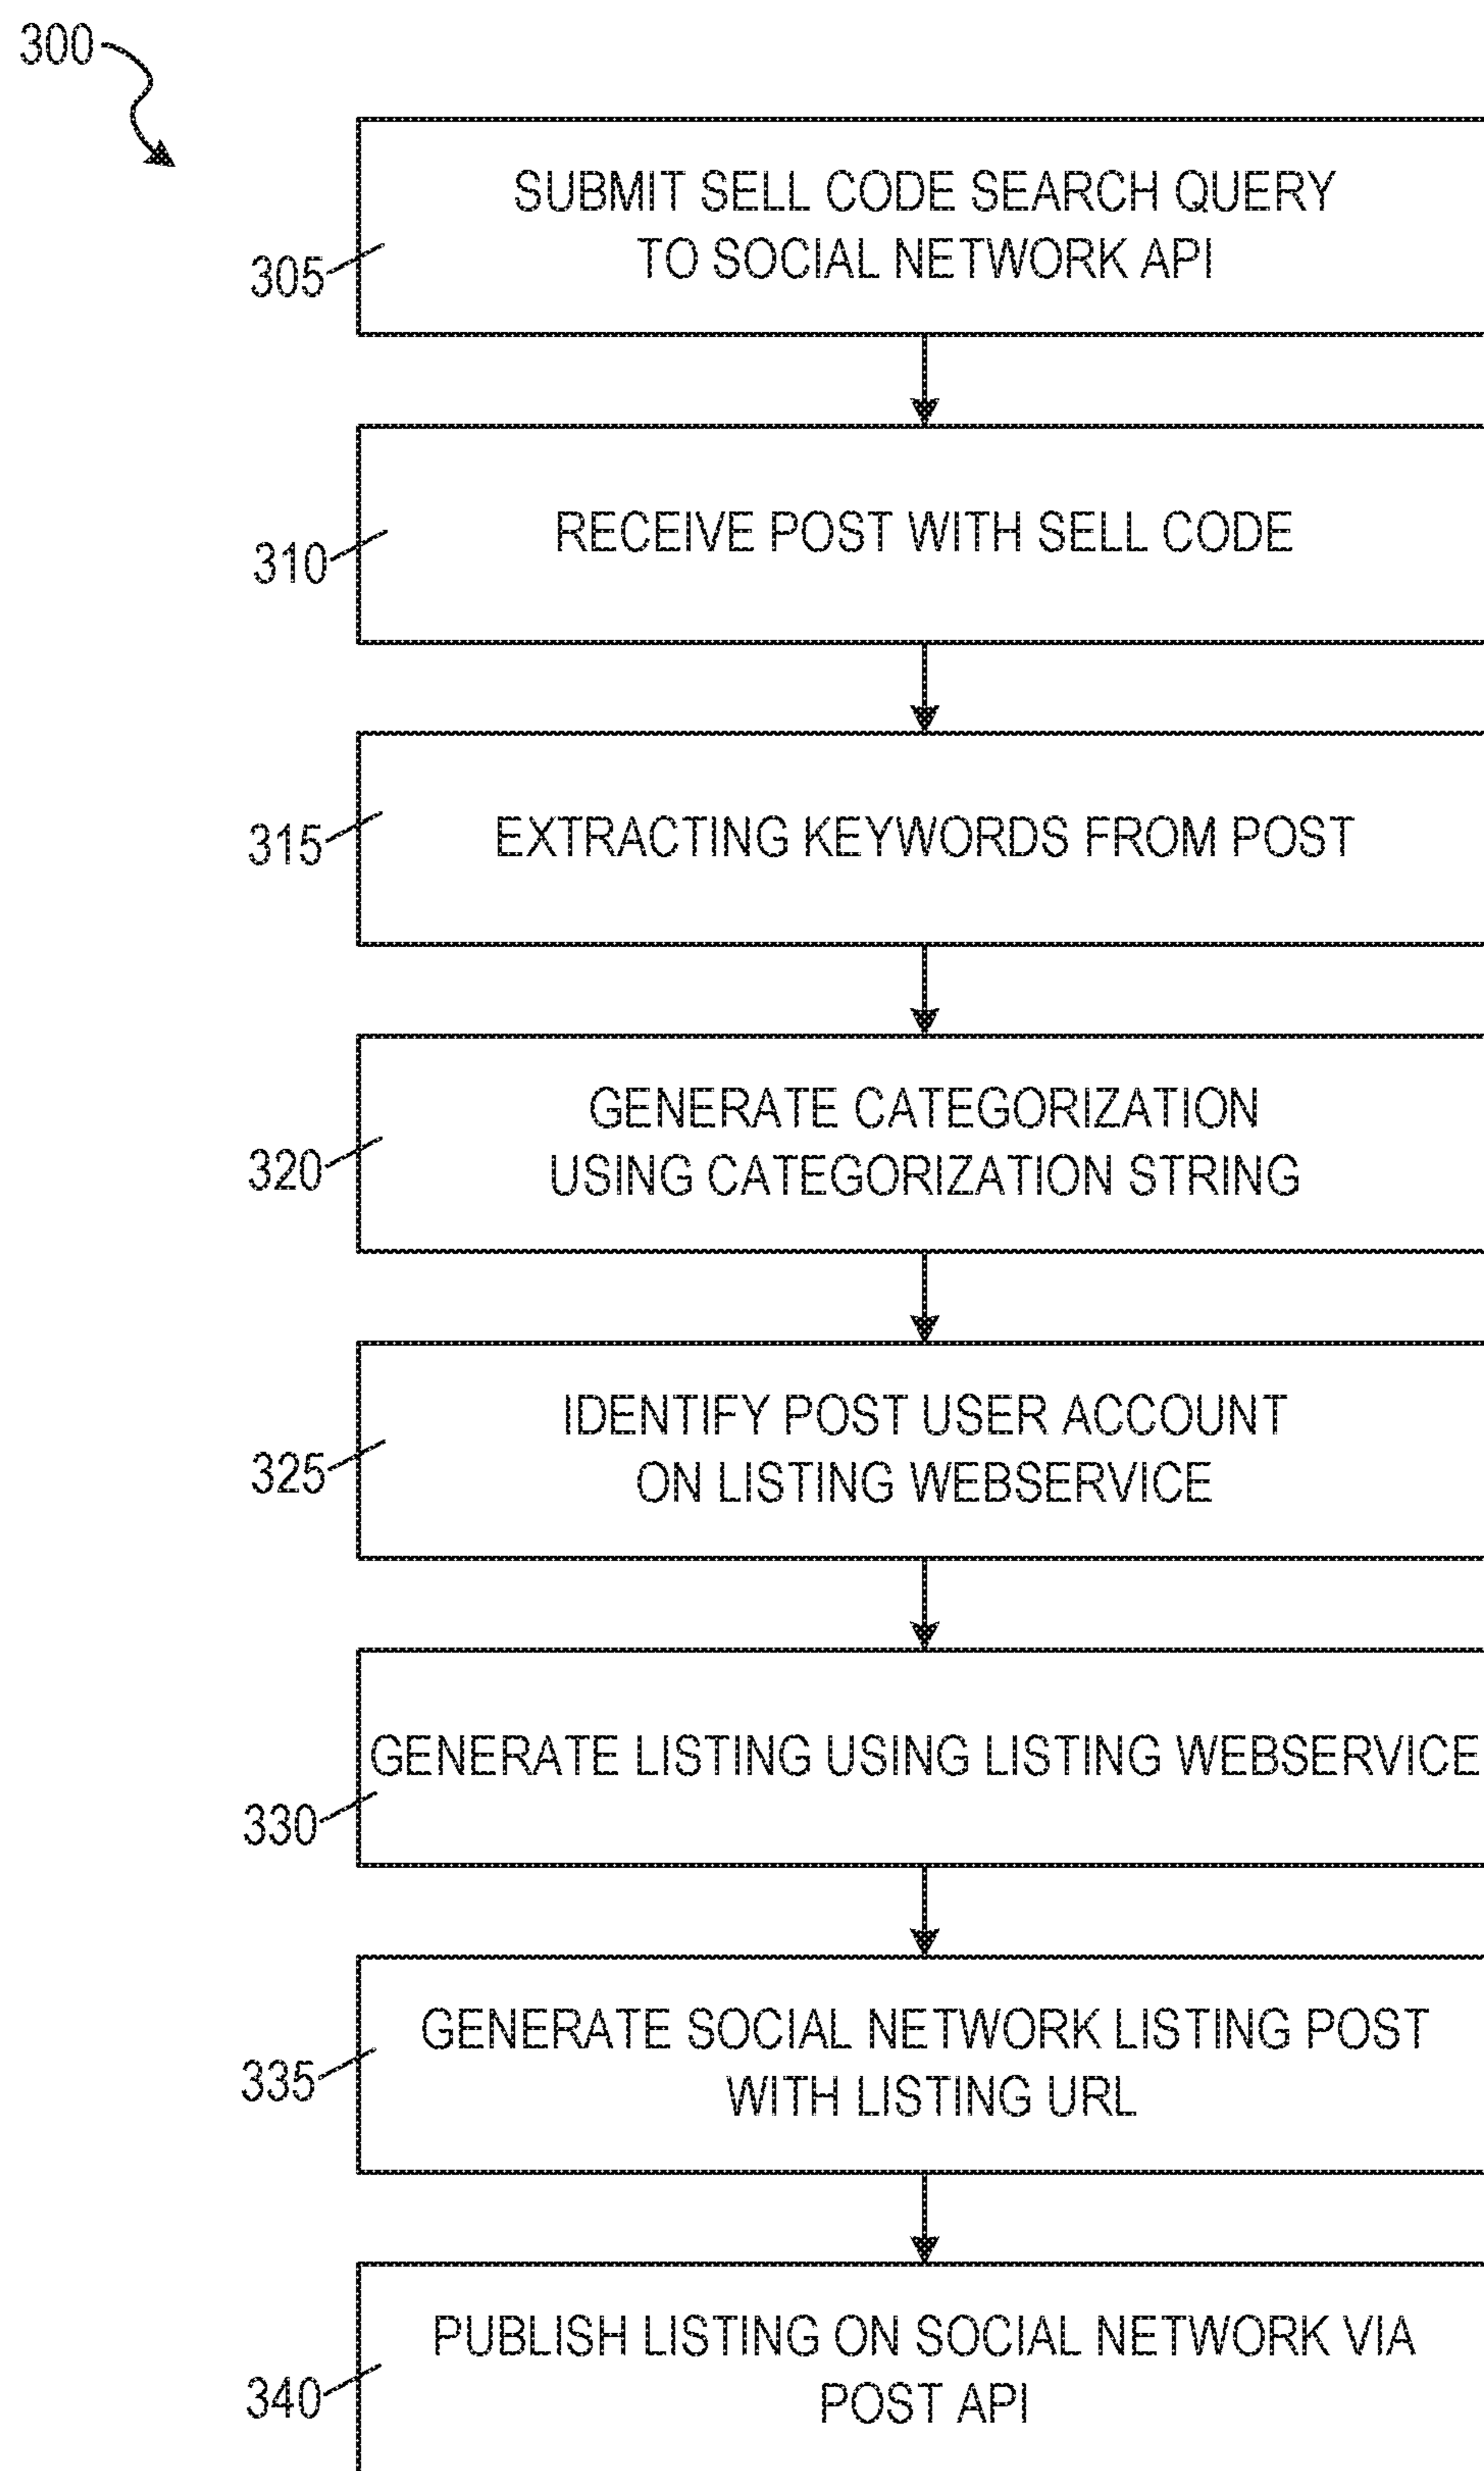 300
SUBMIT SELL CODE SEARCH QUERY
TO SOCIAL NETWORK API
305
RECEIVE POST WITH SELL CODE
310
EXTRACTING KEYWORDS FROM POST
315
GENERATE CATEGORIZATION
USING CATEGORIZATION STRING
320
IDENTIFY POST USER ACCOUNT
ON LISTING WEBSERVICE
325
GENERATE LISTING USING LISTING WEBSERVICE
330
GENERATE SOCIAL NETWORK LISTING POST
WITH LISTING URL
335
PUBLISH LISTING ON SOCIAL NETWORK VIA
POST API
340